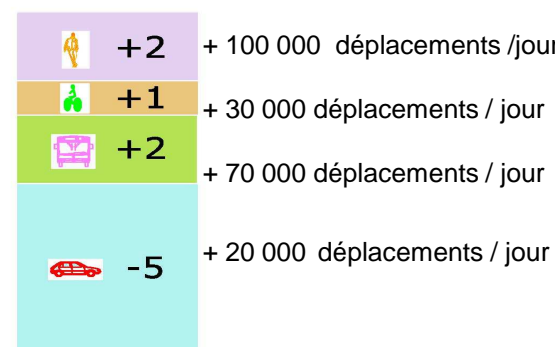 +2 + 100 000 déplacements /jour
+1 + 30 000 déplacements / jour
+2 + 70 000 déplacements / jour
-5 + 20 000 déplacements / jour